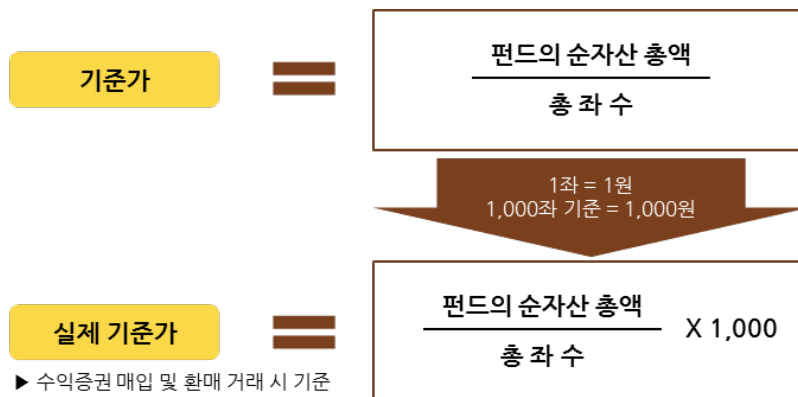 기준가
=
펀드의 순자산 총액
총 좌 수
1좌 = 1원
1,000좌 기준 = 1,000원
실제 기준가
=
펀드의 순자산 총액
총 좌 수
X 1,000
▶ 수익증권 매입 및 환매 거래 시 기준